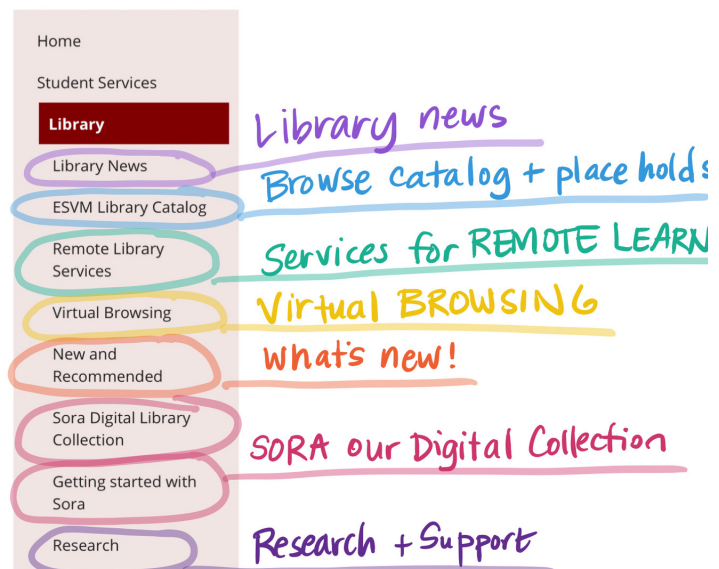 Home
Student Services
Library
Library news
Library News
Browse catalog + place holds
ESVM Library Catalog
Services for REMOTE LEARN
Remote Library
Services
Virtual BROWSING
Virtual Browsing
What's new!
New and
Recommended
Sora Digital Library
Collection
SORA our Digital Collection
Getting started with
Sora
Research + Support
Research